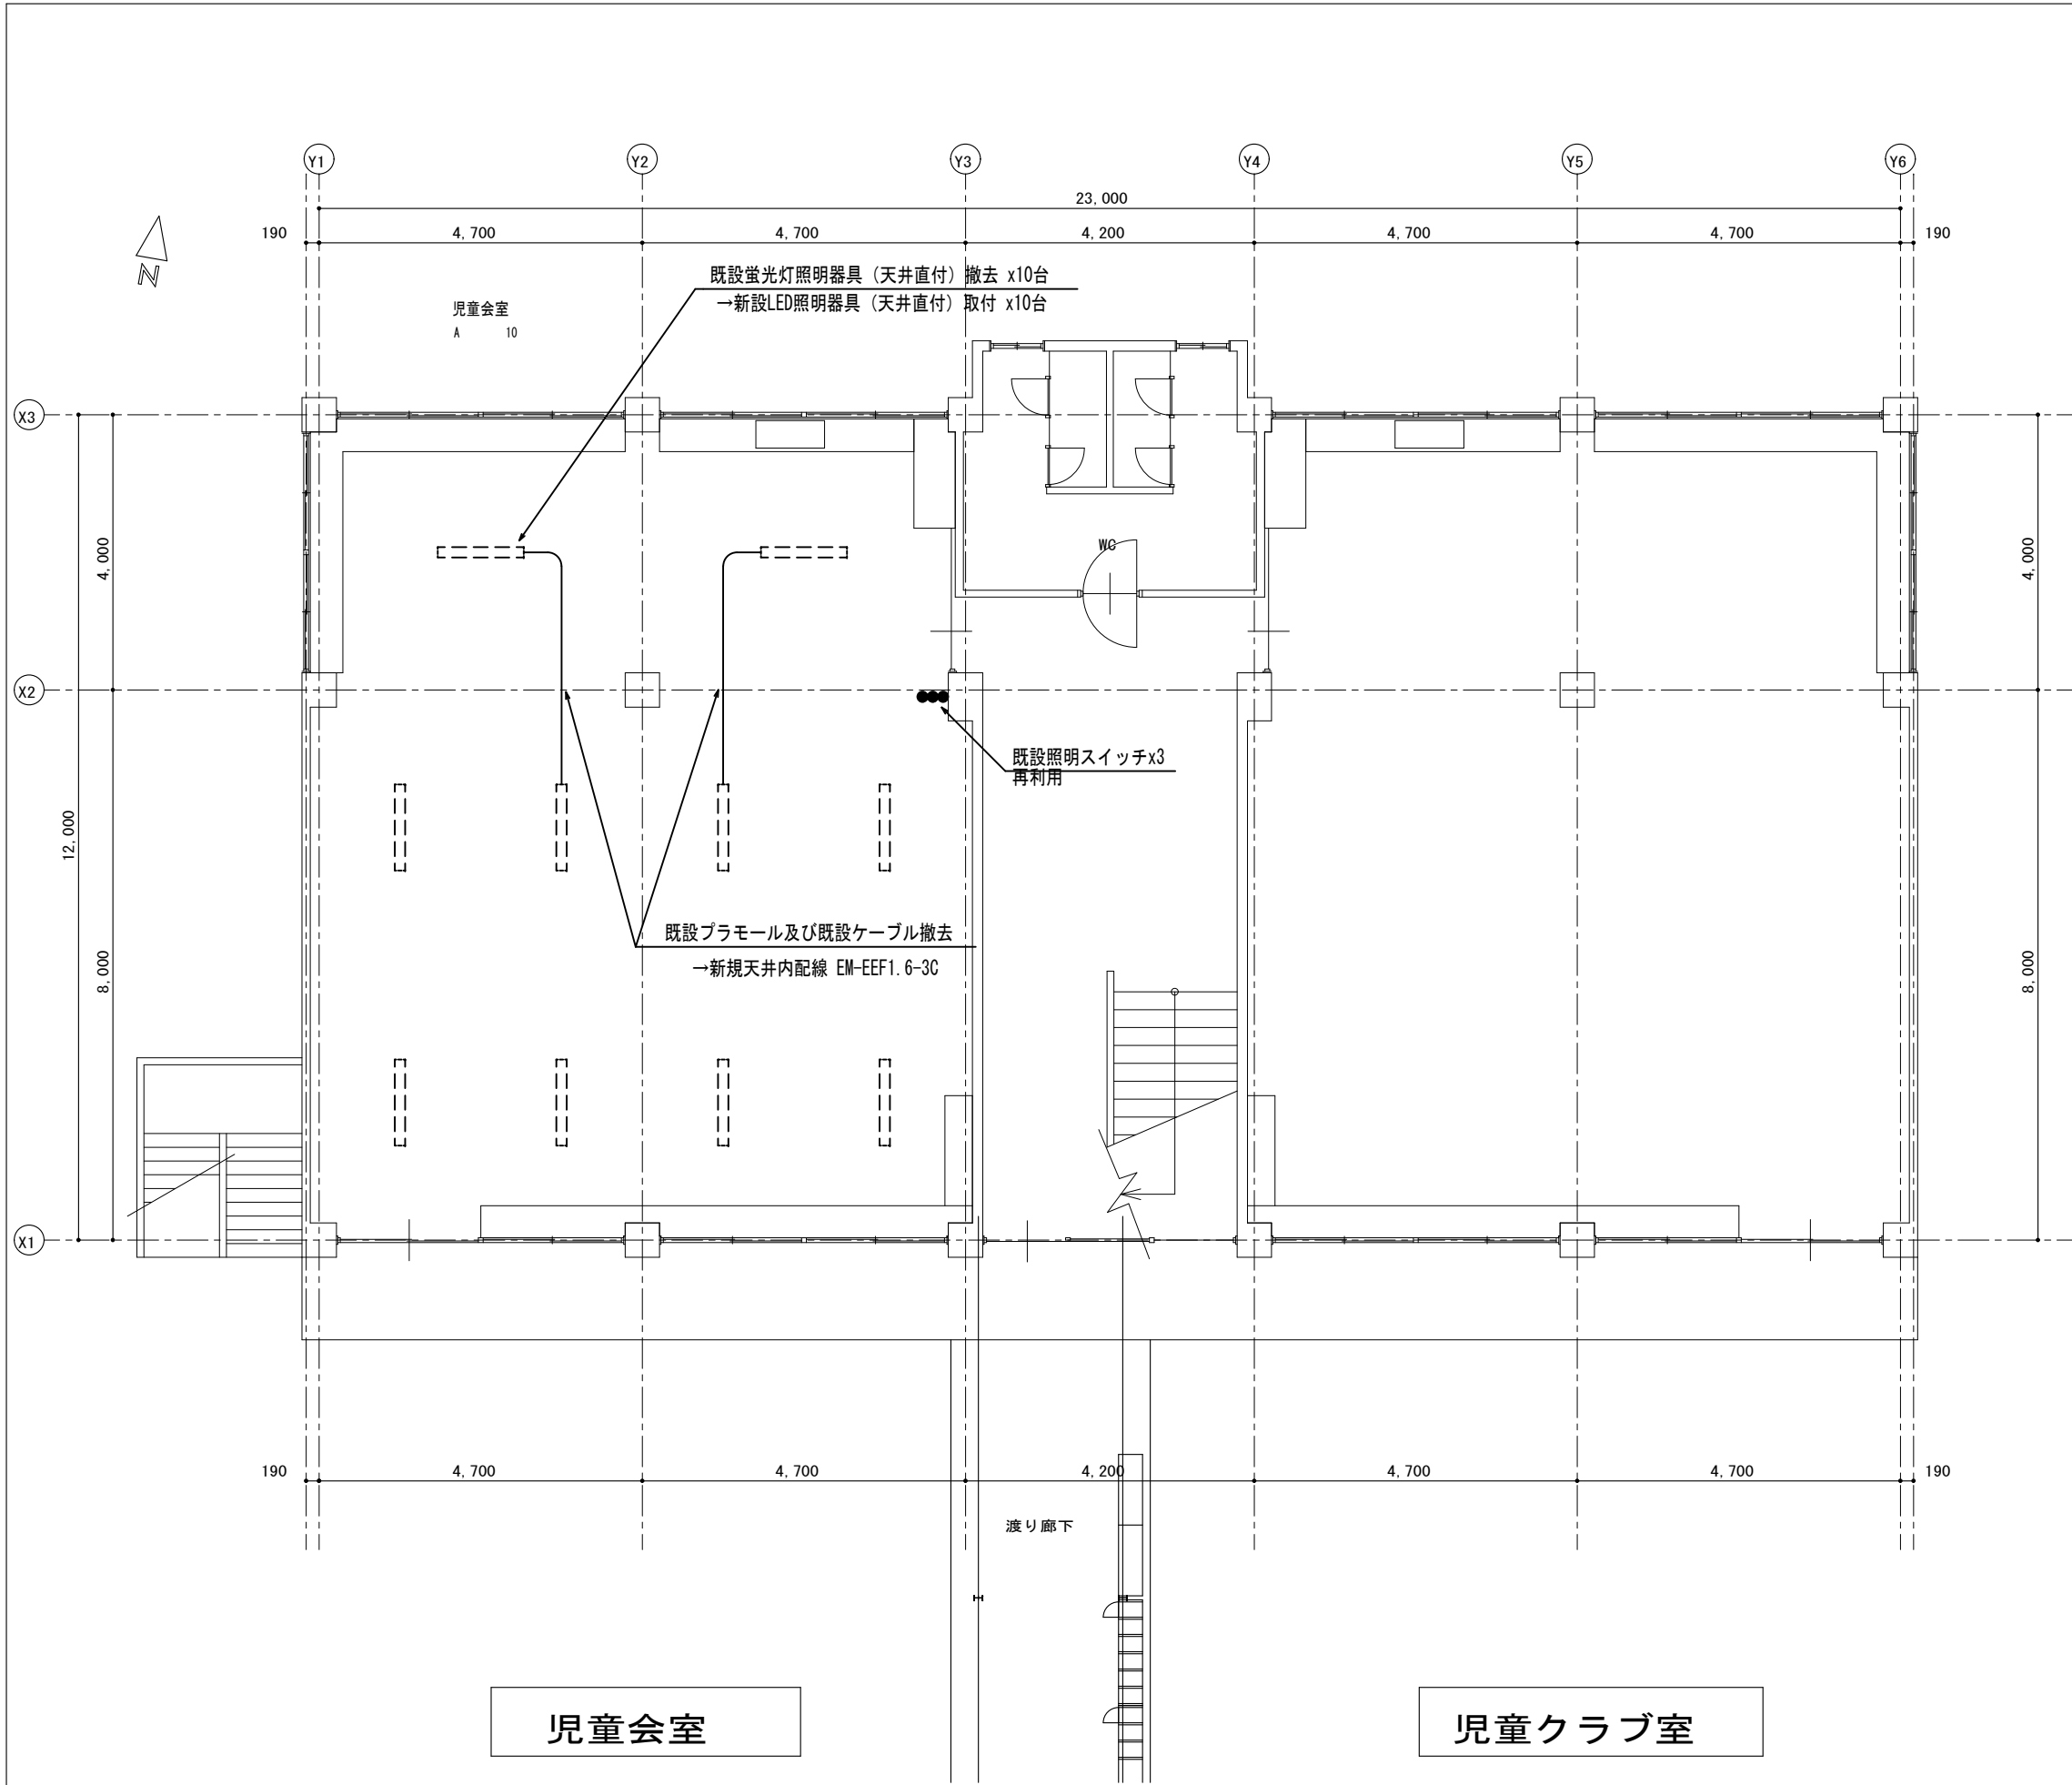 Y1 Y2 Y3 Y4 Y5 Y6
23,000
190 4,700 4,700 4,200 4,700 4,700 190
N
既設蛍光灯照明器具（天井直付）撤去 x10台
→新設LED照明器具（天井直付）取付 x10台
児童会室
A 10
X3
4,000
4,000
WC
X2
既設照明スイッチx3
再利用
12,000
既設プラモール及び既設ケーブル撤去
→新規天井内配線 EM-EEF1.6-3C
8,000
8,000
X1
190 4,700 4,700 4,200 4,700 4,700 190
渡り廊下
児童会室
児童クラブ室